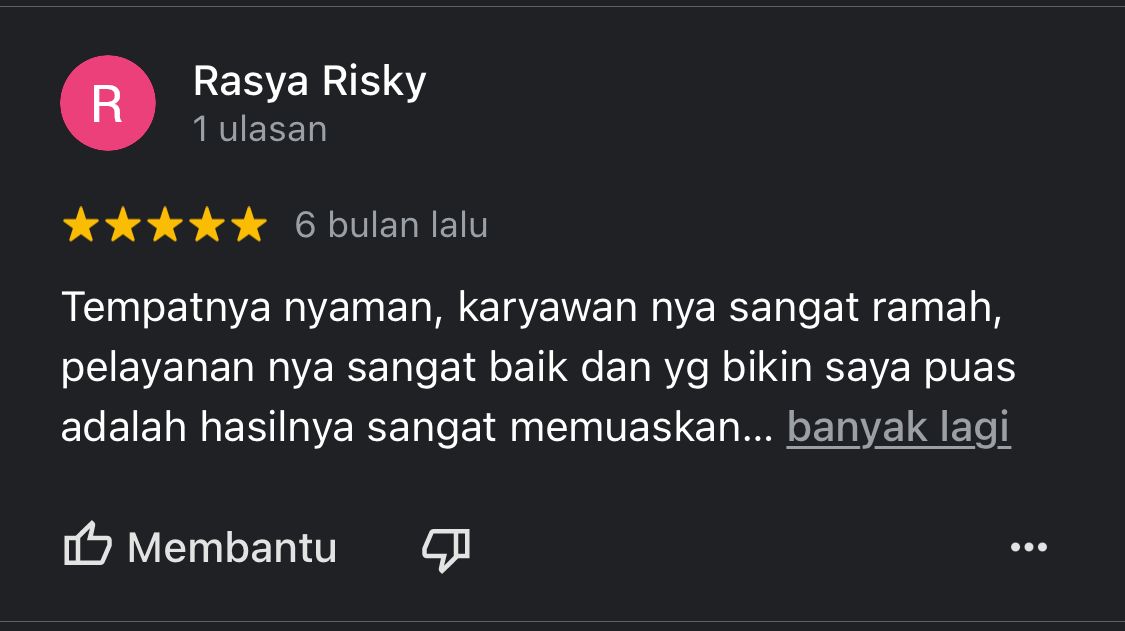 R
Rasya Risky
1 ulasan
6 bulan lalu
Tempatnya nyaman, karyawan nya sangat ramah,
pelayanan nya sangat baik dan yg bikin saya puas
adalah hasilnya sangat memuaskan... banyak lagi
Membantu